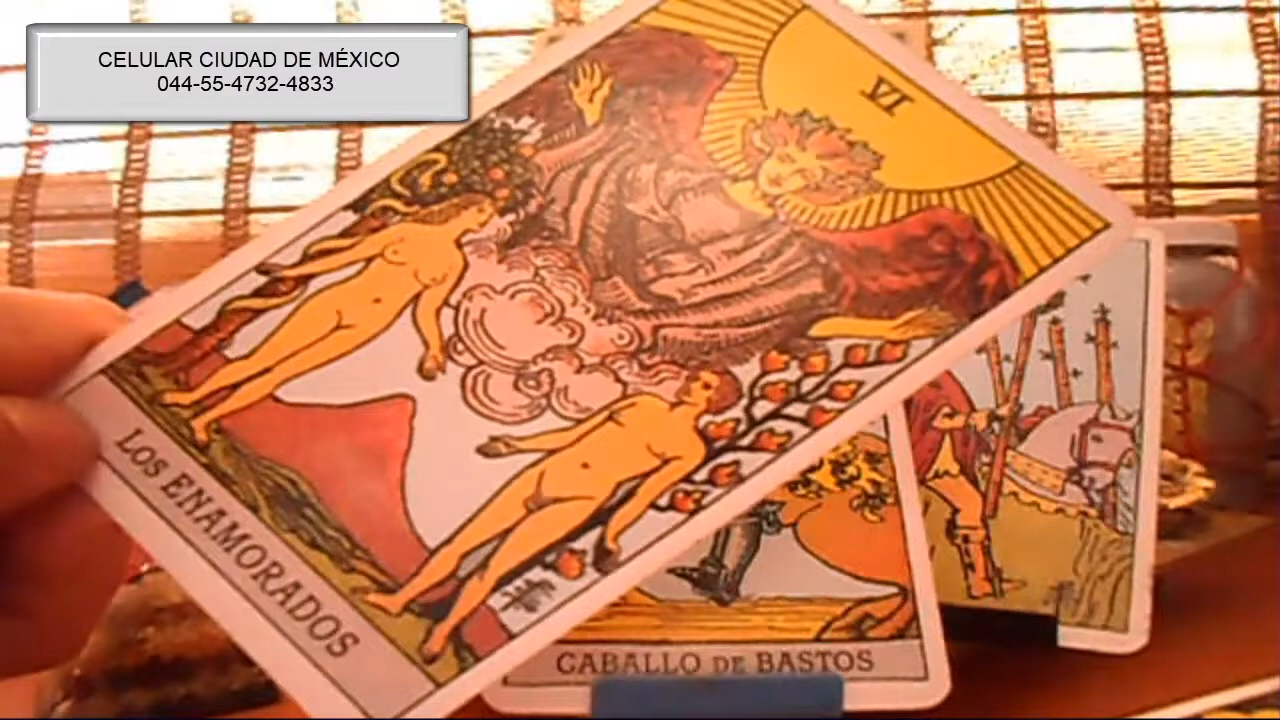 CELULAR CIUDAD DE MÉXICO
044-55-4732-4833
VI
LOS ENAMORADOS
CABALLO DE BASTOS